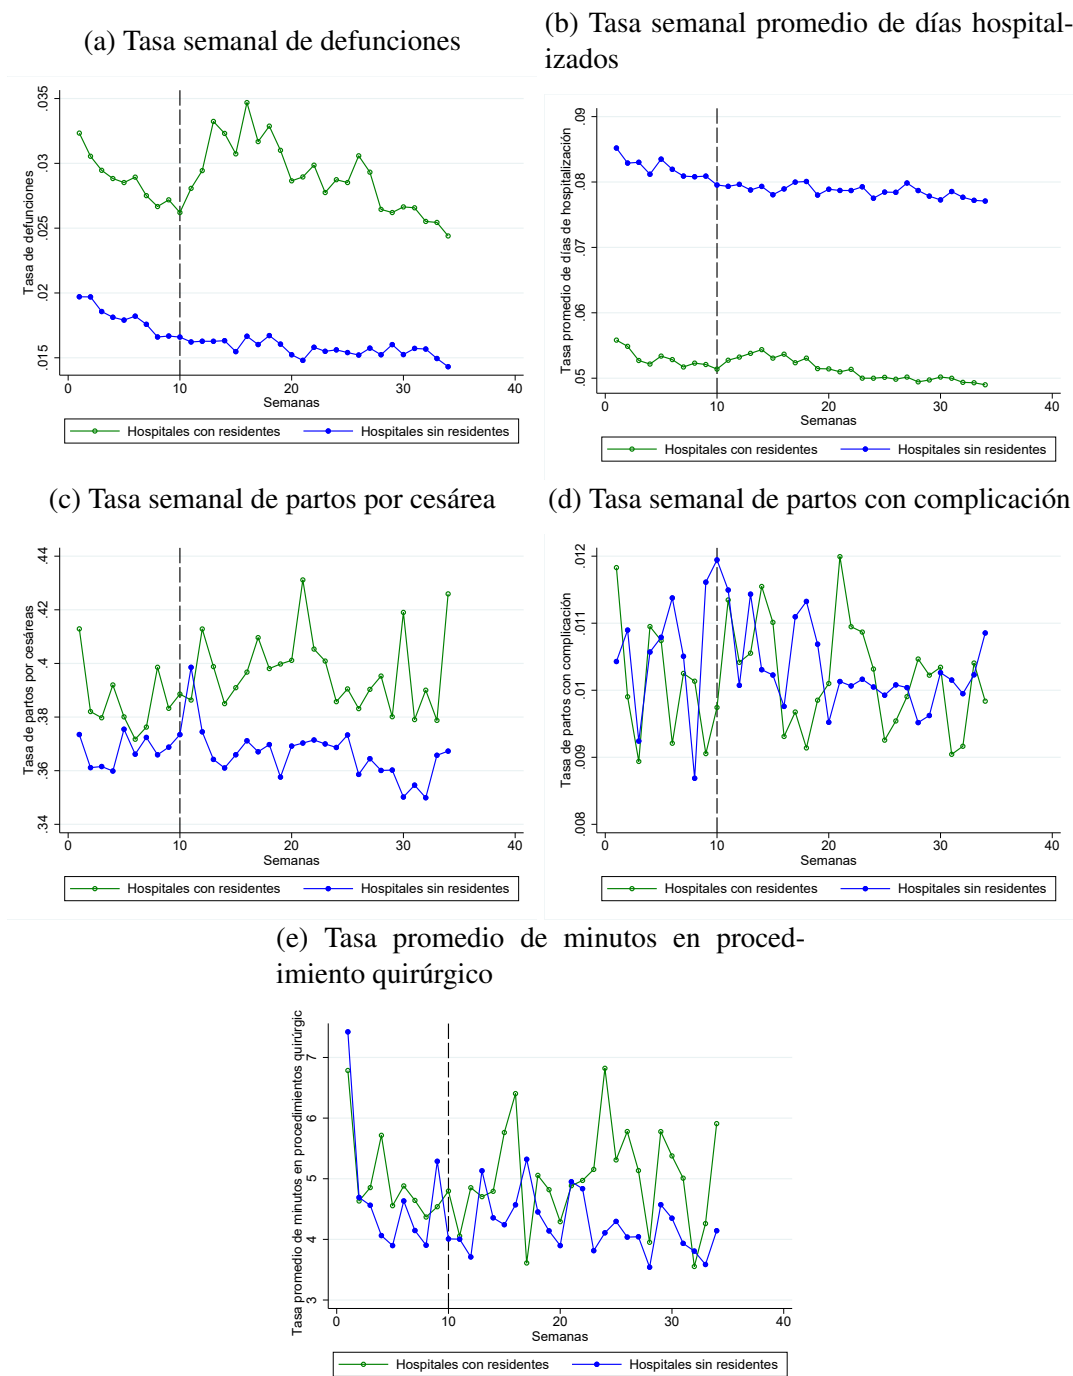 (a) Tasa semanal de defunciones
(b) Tasa semanal promedio de días hospital-
izados
Tasa de defunciones
.035
.03
.025
.02
.015
0
10
20
30
40
Semanas
Hospitales con residentes
Hospitales sin residentes
Tasa promedio de días de hospitalización
.09
.08
.07
.06
.05
0
10
20
30
40
Semanas
Hospitales con residentes
Hospitales sin residentes
(c) Tasa semanal de partos por cesárea
(d) Tasa semanal de partos con complicación
Tasa de partos por cesáreas
.44
.42
.4
.38
.36
.34
0
10
20
30
40
Semanas
Hospitales con residentes
Hospitales sin residentes
Tasa de partos con complicación
.012
.011
.01
.009
.008
0
10
20
30
40
Semanas
Hospitales con residentes
Hospitales sin residentes
(e) Tasa promedio de minutos en proced-
imiento quirúrgico
Tasa promedio de minutos en procedimientos quirúrgic
7
6
5
4
3
0
10
20
30
40
Semanas
Hospitales con residentes
Hospitales sin residentes